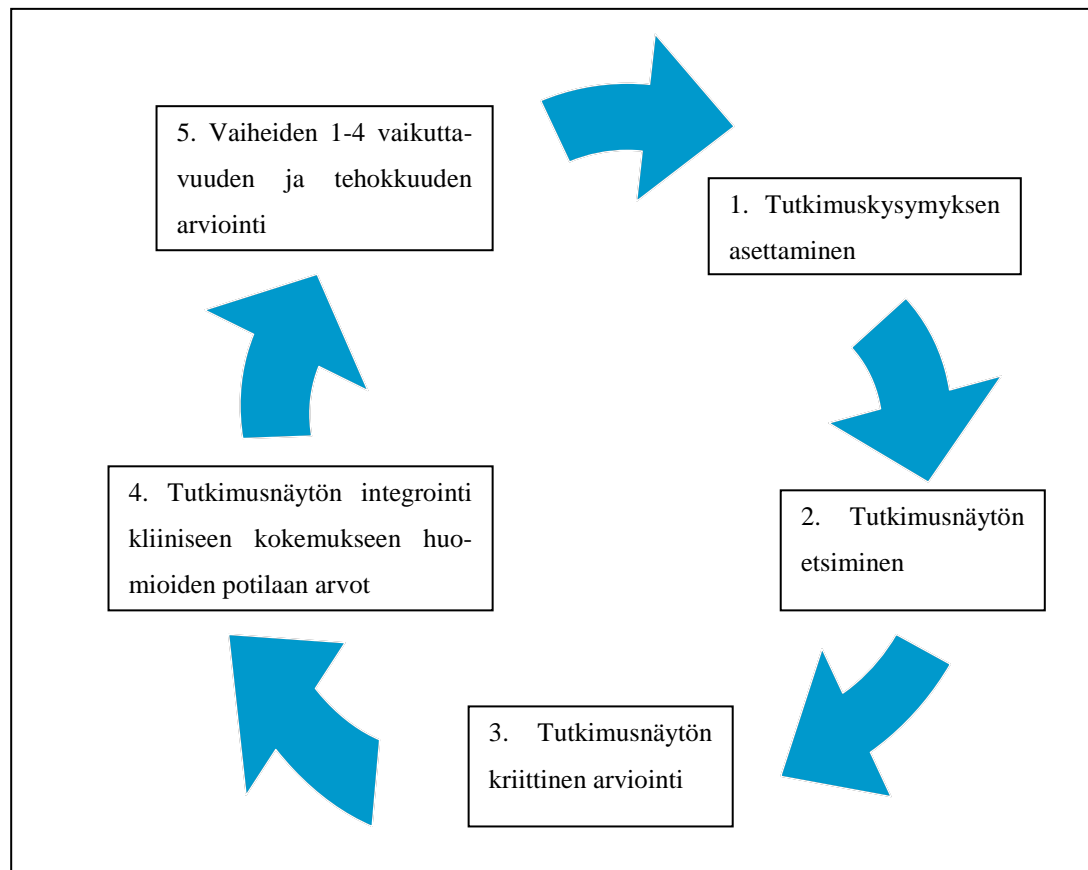 5. Vaiheiden 1-4 vaikutta-
vuuden ja tehokkuuden
arviointi
1. Tutkimuskysymyksen
asettaminen
4. Tutkimusnäytön integrointi
kliiniseen kokemukseen huo-
mioiden potilaan arvot
2. Tutkimusnäytön
etsiminen
3. Tutkimusnäytön
kriittinen arviointi